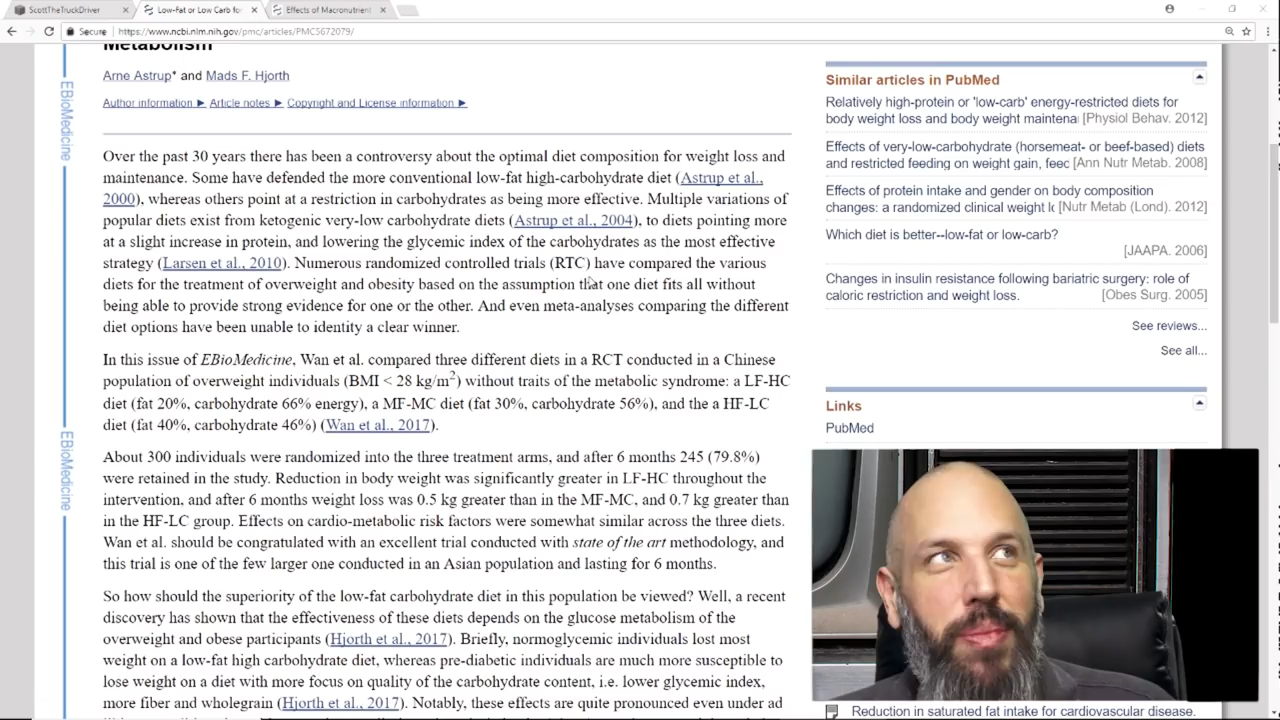 ScottTheTruckDriver
Low-Fat or Low Carb for
Effects of Macronutrient
Secure
https://www.ncbi.nlm.nih.gov/pmc/articles/PMC5672079/
Metabolism
Arne Astrup* and Mads F. Hjorth
Author information ▶ Article notes ▶ Copyright and License information ▶
EBioMedicine
Over the past 30 years there has been a controversy about the optimal diet composition for weight loss and
maintenance. Some have defended the more conventional low-fat high-carbohydrate diet (Astrup et al.,
2000), whereas others point at a restriction in carbohydrates as being more effective. Multiple variations of
popular diets exist from ketogenic very-low carbohydrate diets (Astrup et al., 2004), to diets pointing more
at a slight increase in protein, and lowering the glycemic index of the carbohydrates as the most effective
strategy (Larsen et al., 2010). Numerous randomized controlled trials (RTC) have compared the various
diets for the treatment of overweight and obesity based on the assumption that one diet fits all without
being able to provide strong evidence for one or the other. And even meta-analyses comparing the different
diet options have been unable to identity a clear winner.
In this issue of EBioMedicine, Wan et al. compared three different diets in a RCT conducted in a Chinese
population of overweight individuals (BMI < 28 kg/m2) without traits of the metabolic syndrome: a LF-HC
diet (fat 20%, carbohydrate 66% energy), a MF-MC diet (fat 30%, carbohydrate 56%), and the a HF-LC
diet (fat 40%, carbohydrate 46%) (Wan et al., 2017).
EBioMedicine
About 300 individuals were randomized into the three treatment arms, and after 6 months 2 5 (79.8%)
were retained in the study. Reduction in body weight was significantly greater in LF-HC throughout the
intervention, and after 6 months weight loss was 0.5 kg greater than in the MF-MC, and 0.7 kg greater than
in the HF-LC group. Effects on cardio-metabolic risk factors were somewhat similar across the three diets.
Wan et al. should be congratulated with an excellent trial conducted with state of the art methodology, and
this trial is one of the few larger one conducted in an Asian population and lasting for 6 months.
So how should the superiority of the low-fat carbohydrate diet in this population be viewed? Well, a recent
discovery has shown that the effectiveness of these diets depends on the glucose metabolism of the
overweight and obese participants (Hjorth et al., 2017). Briefly, normoglycemic individuals lost most
weight on a low-fat high carbohydrate diet, whereas pre-diabetic individuals are much more susceptible to
lose weight on a diet with more focus on quality of the carbohydrate content, i.e. lower glycemic index,
more fiber and wholegrain (Hjorth et al., 2017). Notably, these effects are quite pronounced even under ad
Similar articles in PubMed
Relatively high-protein or 'low-carb' energy-restricted diets for
body weight loss and body weight maintena [Physiol Behav. 2012]
Effects of very-low-carbohydrate (horsemeat- or beef-based) diets
and restricted feeding on weight gain, feec [Ann Nutr Metab. 2008]
Effects of protein intake and gender on body composition
changes: a randomized clinical weight lc [Nutr Metab (Lond). 2012]
Which diet is better--low-fat or low-carb?
[JAAPA. 2006]
Changes in insulin resistance following bariatric surgery: role of
caloric restriction and weight loss. [Obes Surg. 2005]
See reviews...
See all...
Links
PubMed
Reduction in saturated fat intake for cardiovascular disease.